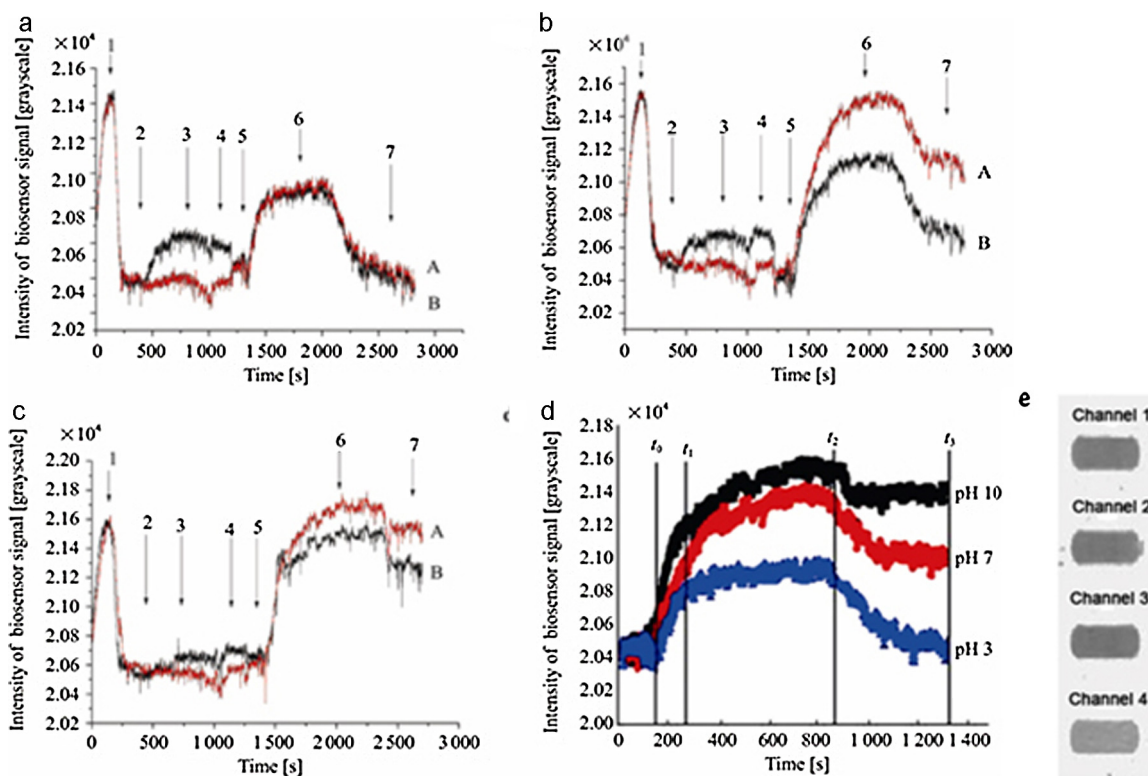 a
×10⁴
Intensity of biosensor signal [grayscale]
2.16
2.14
2.12
2.10
2.08
2.06
2.04
2.02
1
2
3
4
5
6
7
A
B
0 500 1 000 1 500 2 000 2 500 3 000
Time [s]
b
×10⁴
Intensity of biosensor signal [grayscale]
2.16
2.14
2.12
2.10
2.08
2.06
2.04
2.02
1
2
3
4
5
6
7
A
B
0 500 1 000 1 500 2 000 2 500 3 000
Time [s]
c
×10⁴
Intensity of biosensor signal [grayscale]
2.20
2.18
2.16
2.14
2.12
2.10
2.08
2.06
2.04
2.02
1
2
3
4
5
6
7
A
B
0 500 1 000 1 500 2 000 2 500 3 000
Time [s]
d
×10⁴
Intensity of biosensor signal [grayscale]
2.16
2.14
2.12
2.10
2.08
2.06
2.04
2.02
2.00
t₀
t₁
t₂
t₃
pH 10
pH 7
pH 3
0 200 400 600 800 1 000 1 200 1 400
Time [s]
e
Channel 1
Channel 2
Channel 3
Channel 4